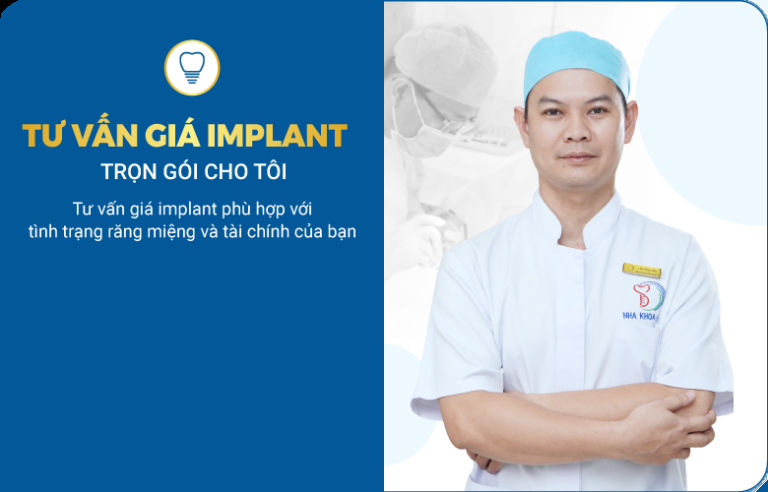 TƯ VẤN GIÁ IMPLANT
TRỌN GÓI CHO TÔI
Tư vấn giá implant phù hợp với
tình trạng răng miệng và tài chính của bạn
NHA KHOA